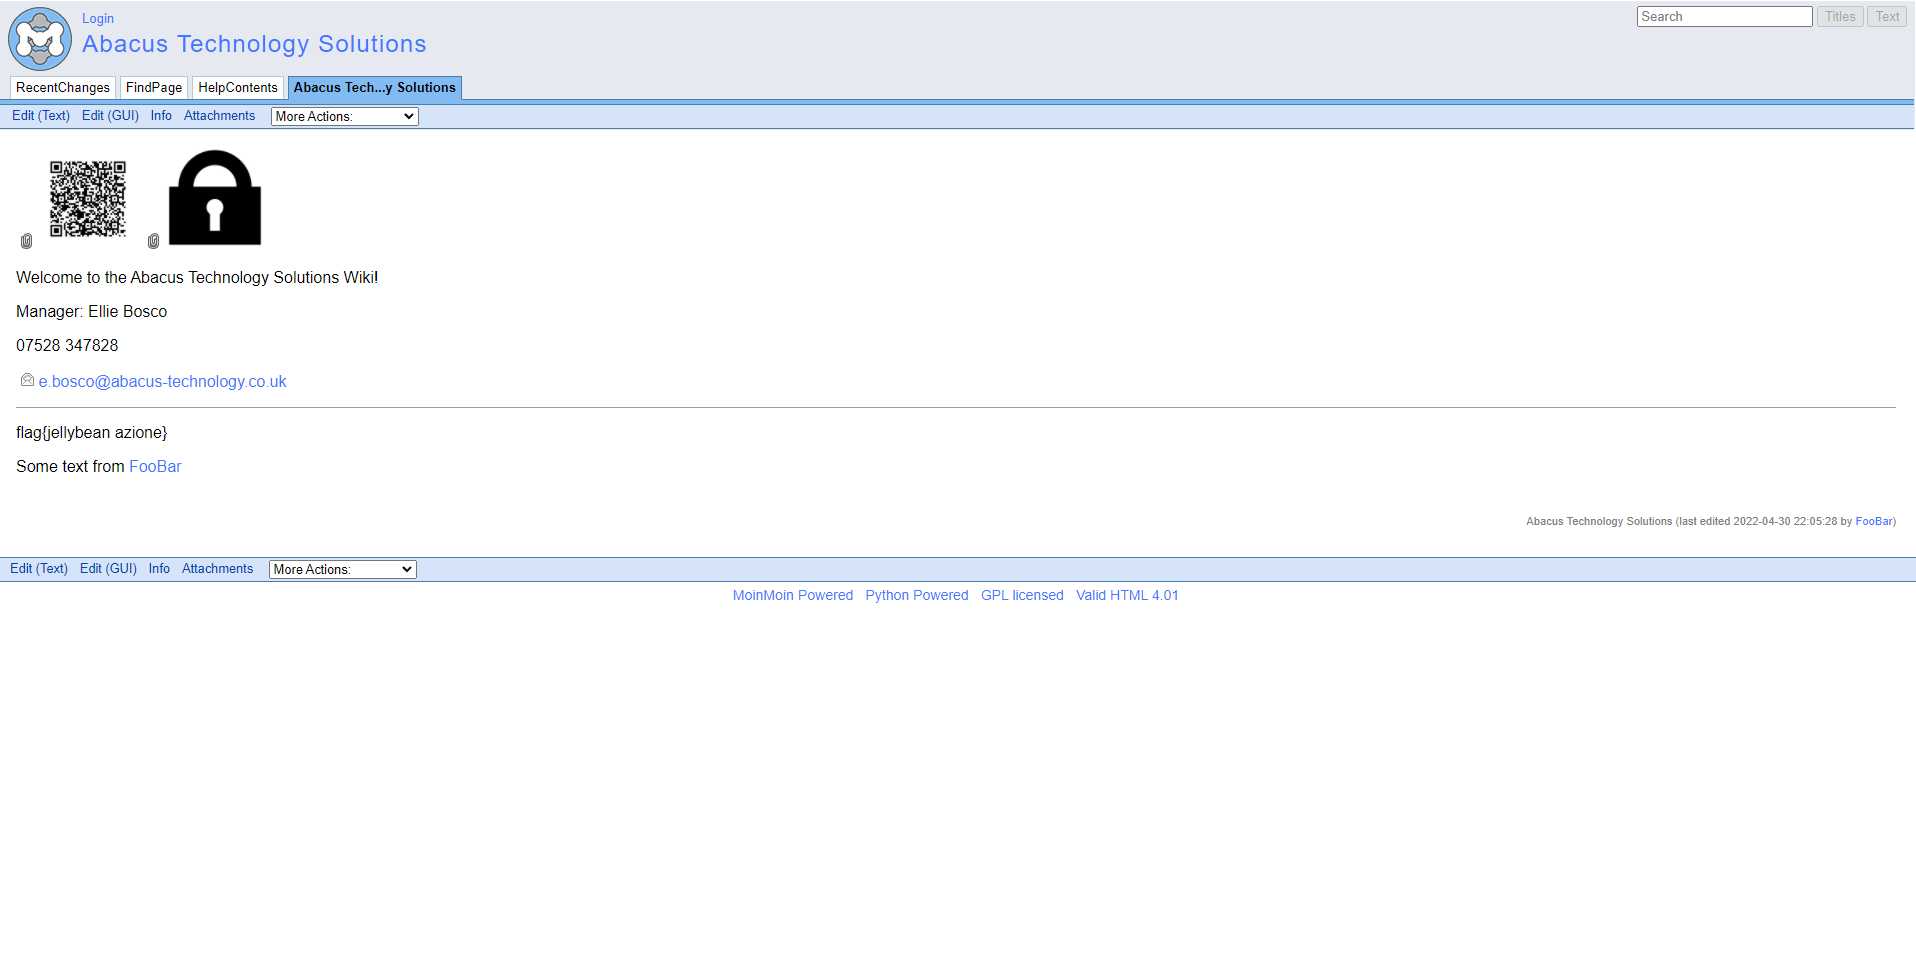 Login
Abacus Technology Solutions
Search Titles Text
RecentChanges FindPage HelpContents Abacus Tech...y Solutions
Edit (Text) Edit (GUI) Info Attachments More Actions:
Welcome to the Abacus Technology Solutions Wiki!
Manager: Ellie Bosco
07528 347828
e.bosco@abacus-technology.co.uk
flag{jellybean azione}
Some text from FooBar
Abacus Technology Solutions (last edited 2022-04-30 22:05:28 by FooBar)
Edit (Text) Edit (GUI) Info Attachments More Actions:
MoinMoin Powered Python Powered GPL licensed Valid HTML 4.01